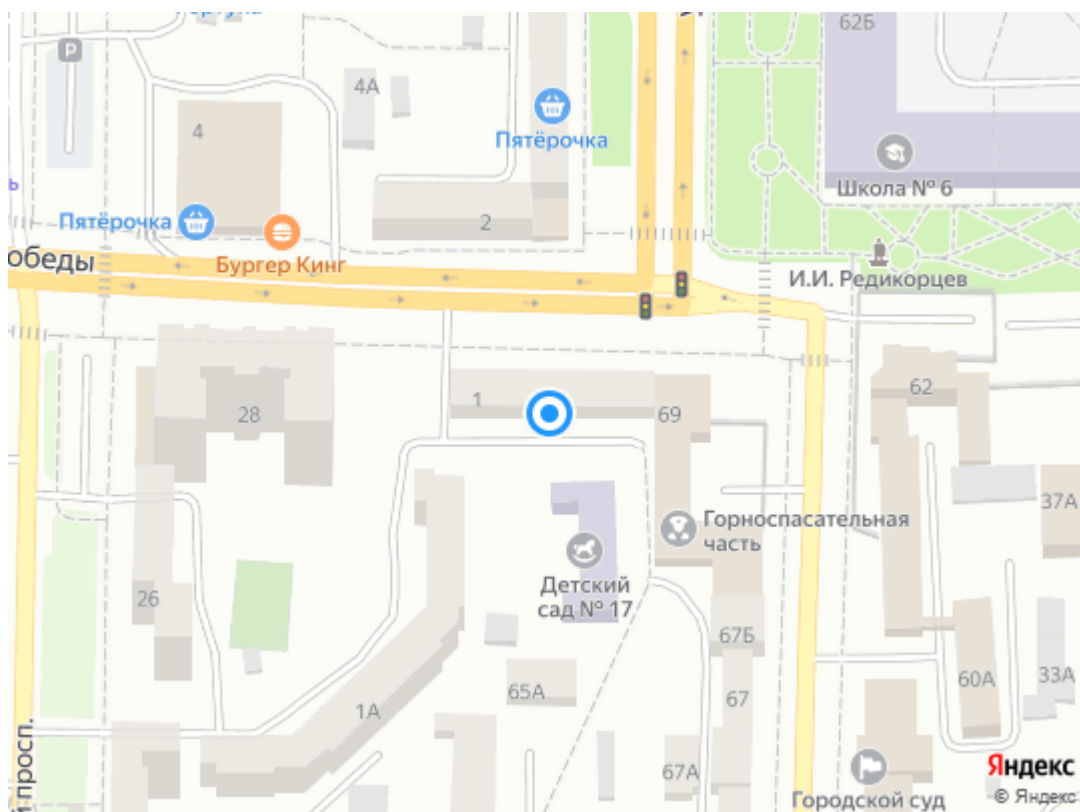 62Б
P
4А
4
Пятёрочка
Школа № 6
Пятёрочка
2
Бургер Кинг
обеды
И.И. Редикорцев
62
1
69
28
37А
Горноспасательная
часть
Детский
сад № 17
26
67Б
65А
67
60А
33А
1А
67А
й просп.
Городской суд
Яндекс
© Яндекс